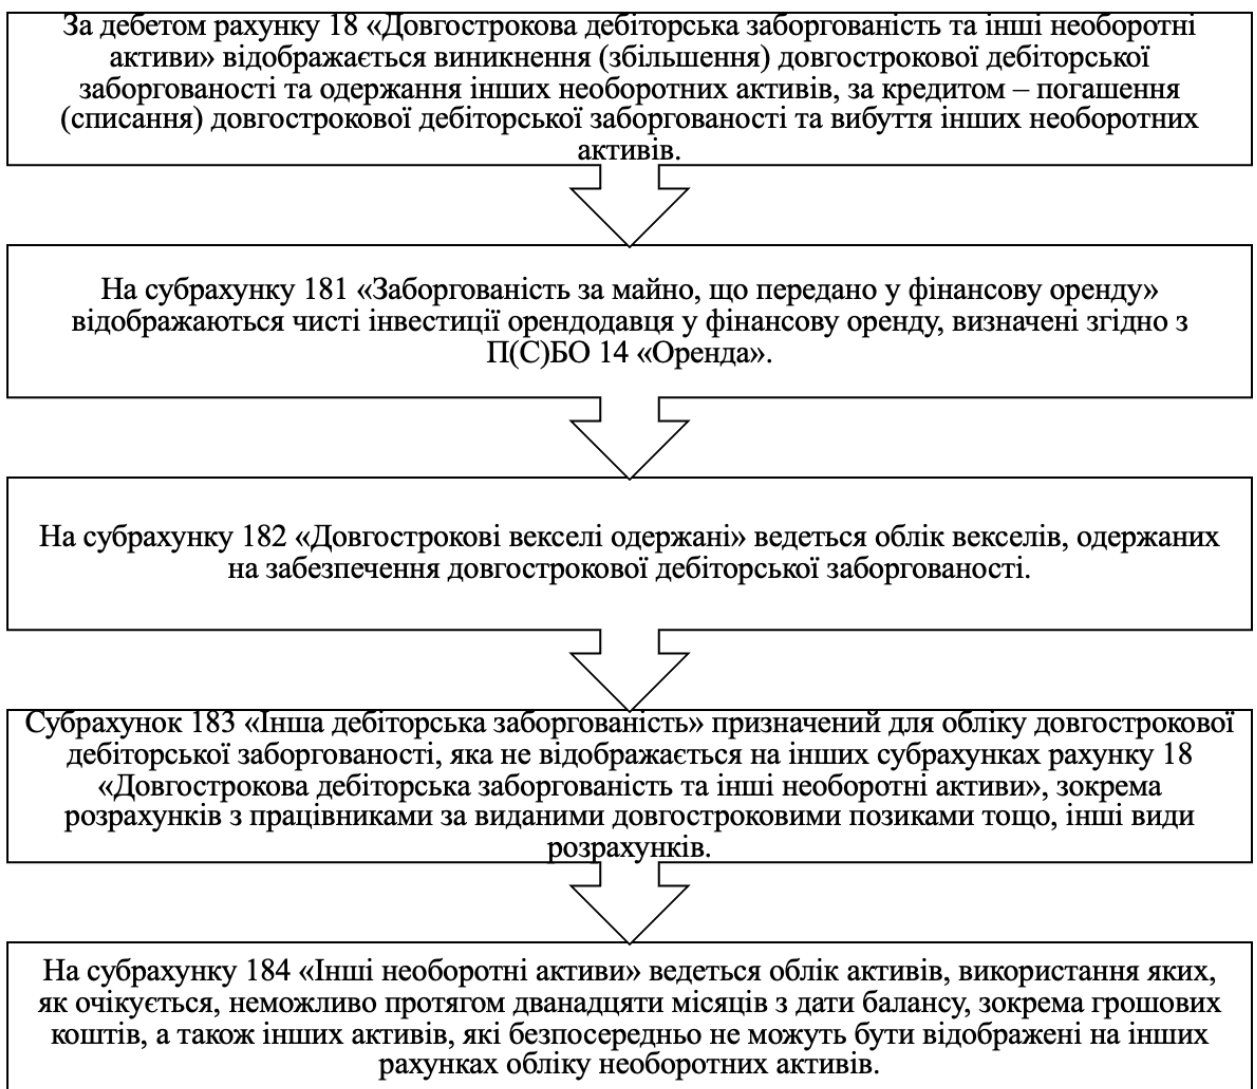 За дебетом рахунку 18 «Довгострокова дебіторська заборгованість та інші необоротні
активи» відображається виникнення (збільшення) довгострокової дебіторської
заборгованості та одержання інших необоротних активів, за кредитом – погашення
(списання) довгострокової дебіторської заборгованості та вибуття інших необоротних
активів.
На субрахунку 181 «Заборгованість за майно, що передано у фінансову оренду»
відображаються чисті інвестиції орендодавця у фінансову оренду, визначені згідно з
П(С)БО 14 «Оренда».
На субрахунку 182 «Довгострокові векселі одержані» ведеться облік векселів, одержаних
на забезпечення довгострокової дебіторської заборгованості.
Субрахунок 183 «Інша дебіторська заборгованість» призначений для обліку довгострокової
дебіторської заборгованості, яка не відображається на інших субрахунках рахунку 18
«Довгострокова дебіторська заборгованість та інші необоротні активи», зокрема
розрахунків з працівниками за виданими довгостроковими позиками тощо, інші види
розрахунків.
На субрахунку 184 «Інші необоротні активи» ведеться облік активів, використання яких,
як очікується, неможливо протягом дванадцяти місяців з дати балансу, зокрема грошових
коштів, а також інших активів, які безпосередньо не можуть бути відображені на інших
рахунках обліку необоротних активів.